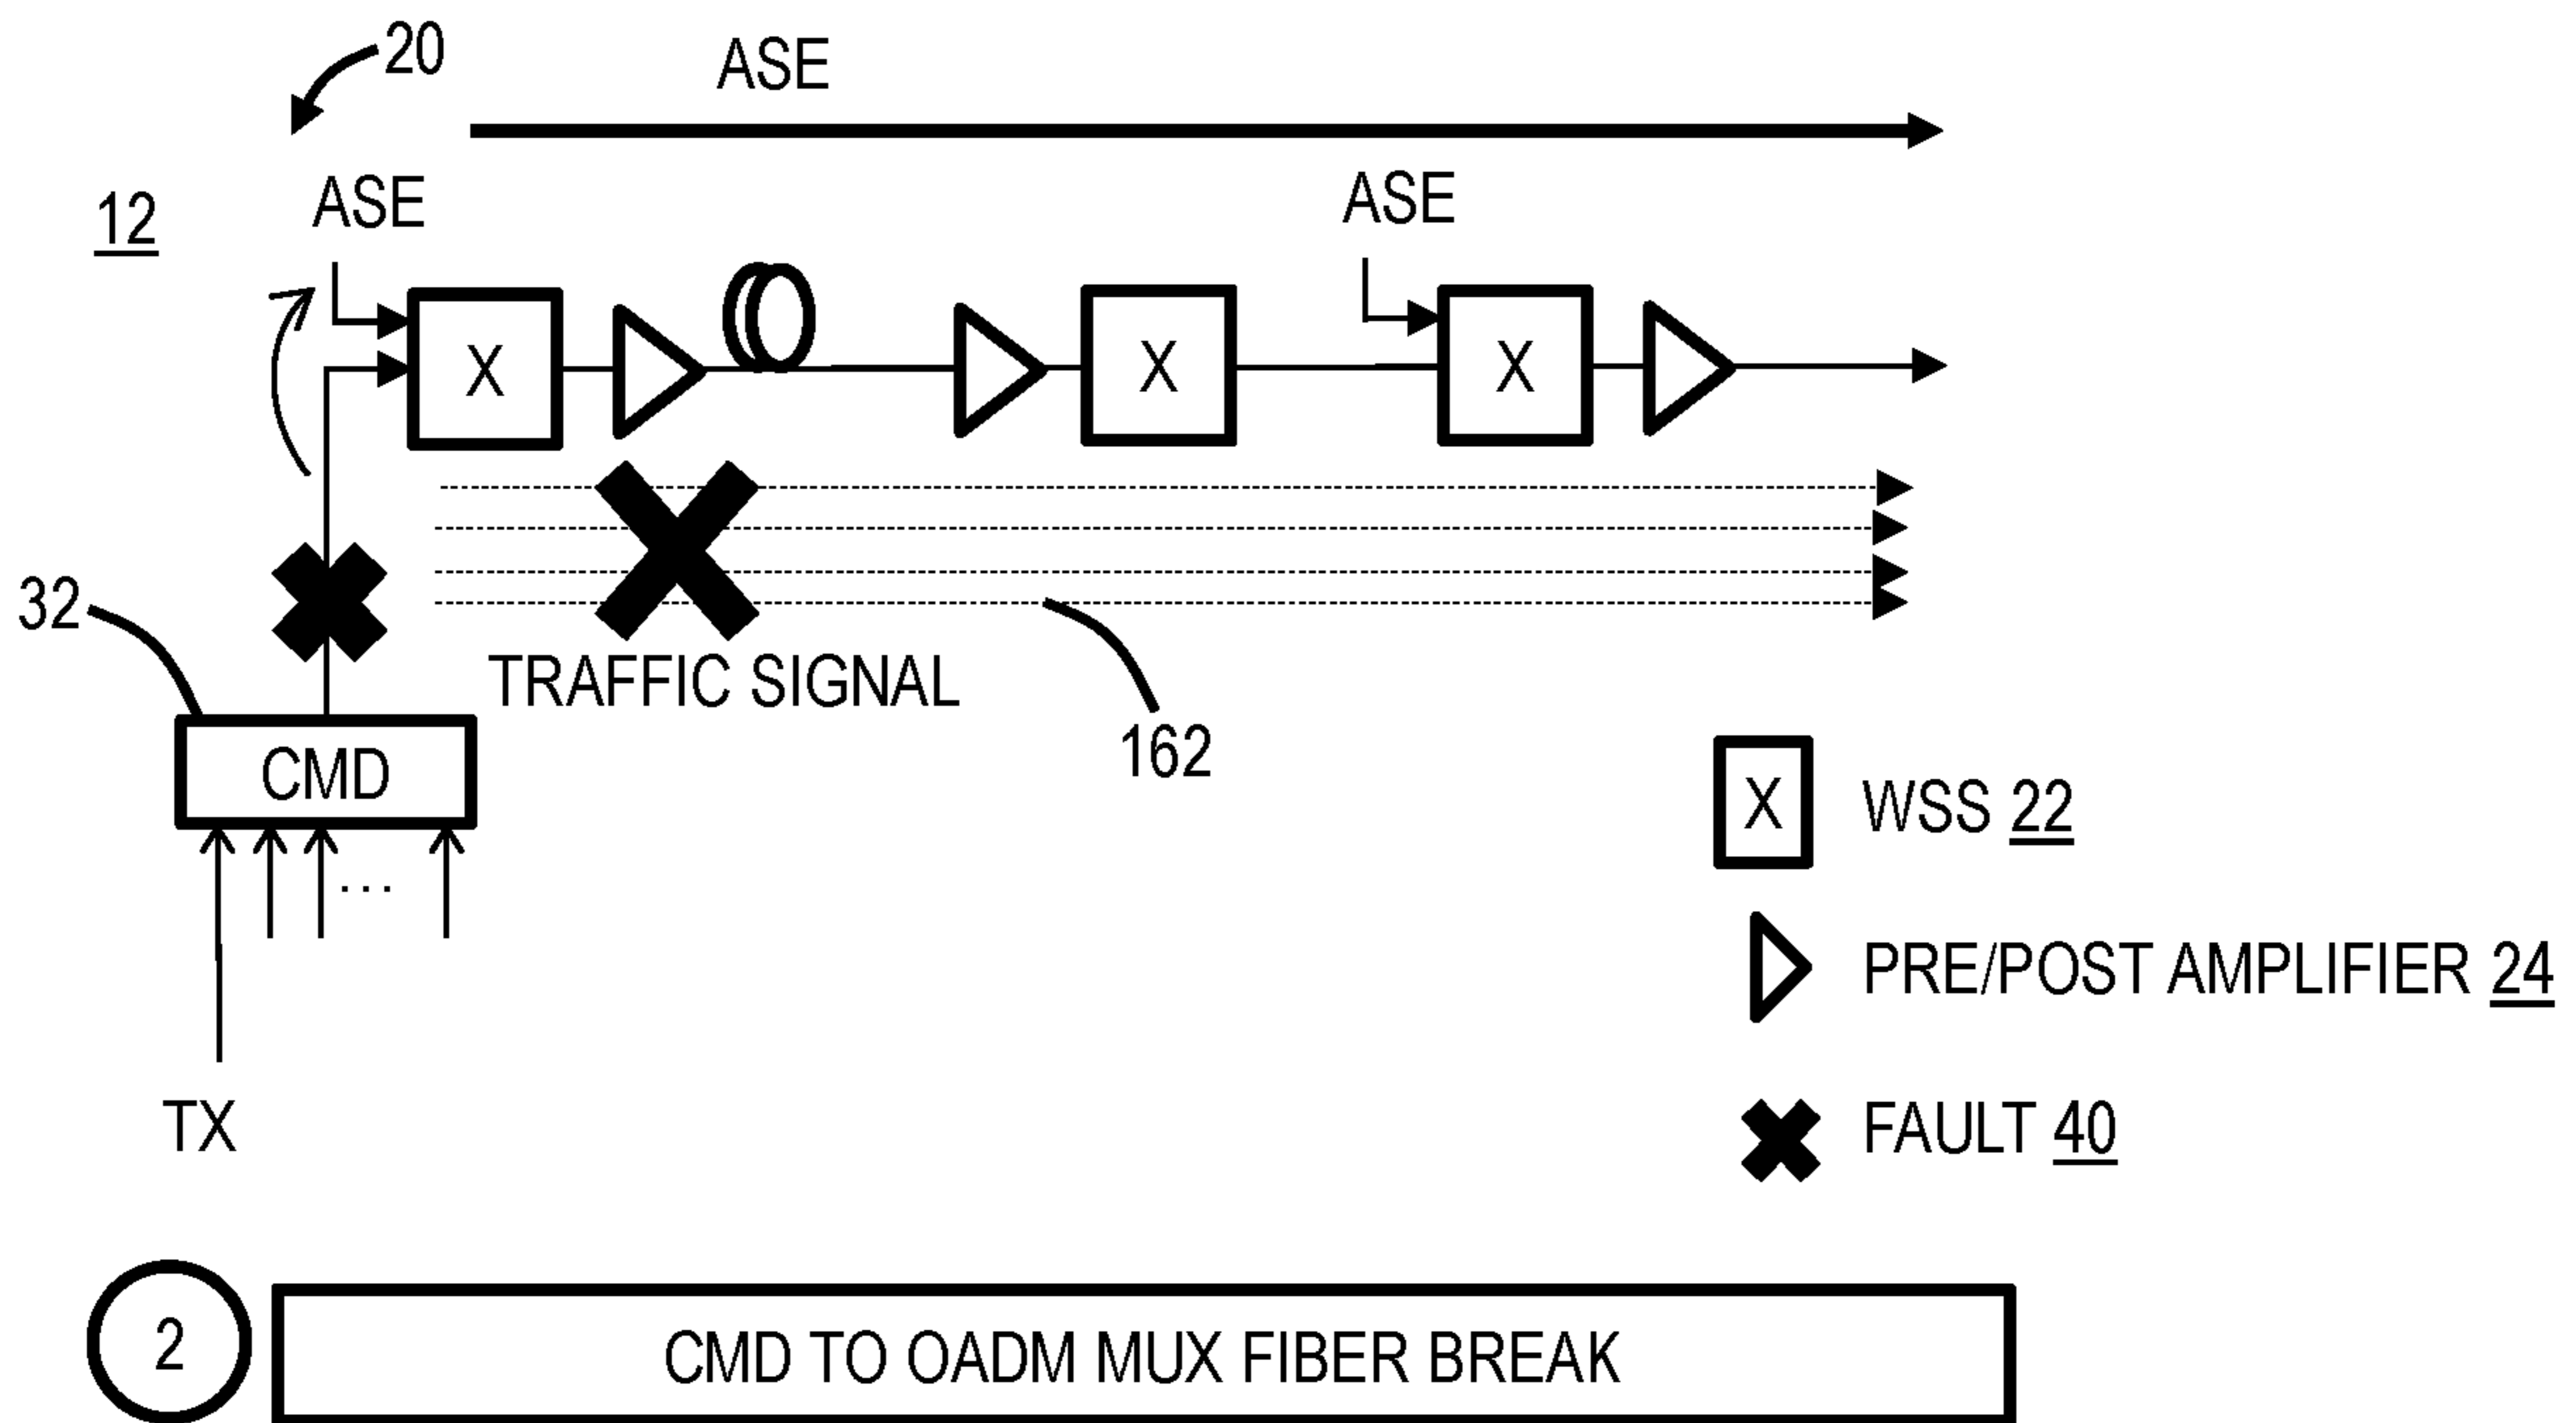 20
ASE
12
ASE
ASE
X
X
X
32
TRAFFIC SIGNAL
162
CMD
...
TX
X WSS 22
PRE/POST AMPLIFIER 24
FAULT 40
2
CMD TO OADM MUX FIBER BREAK